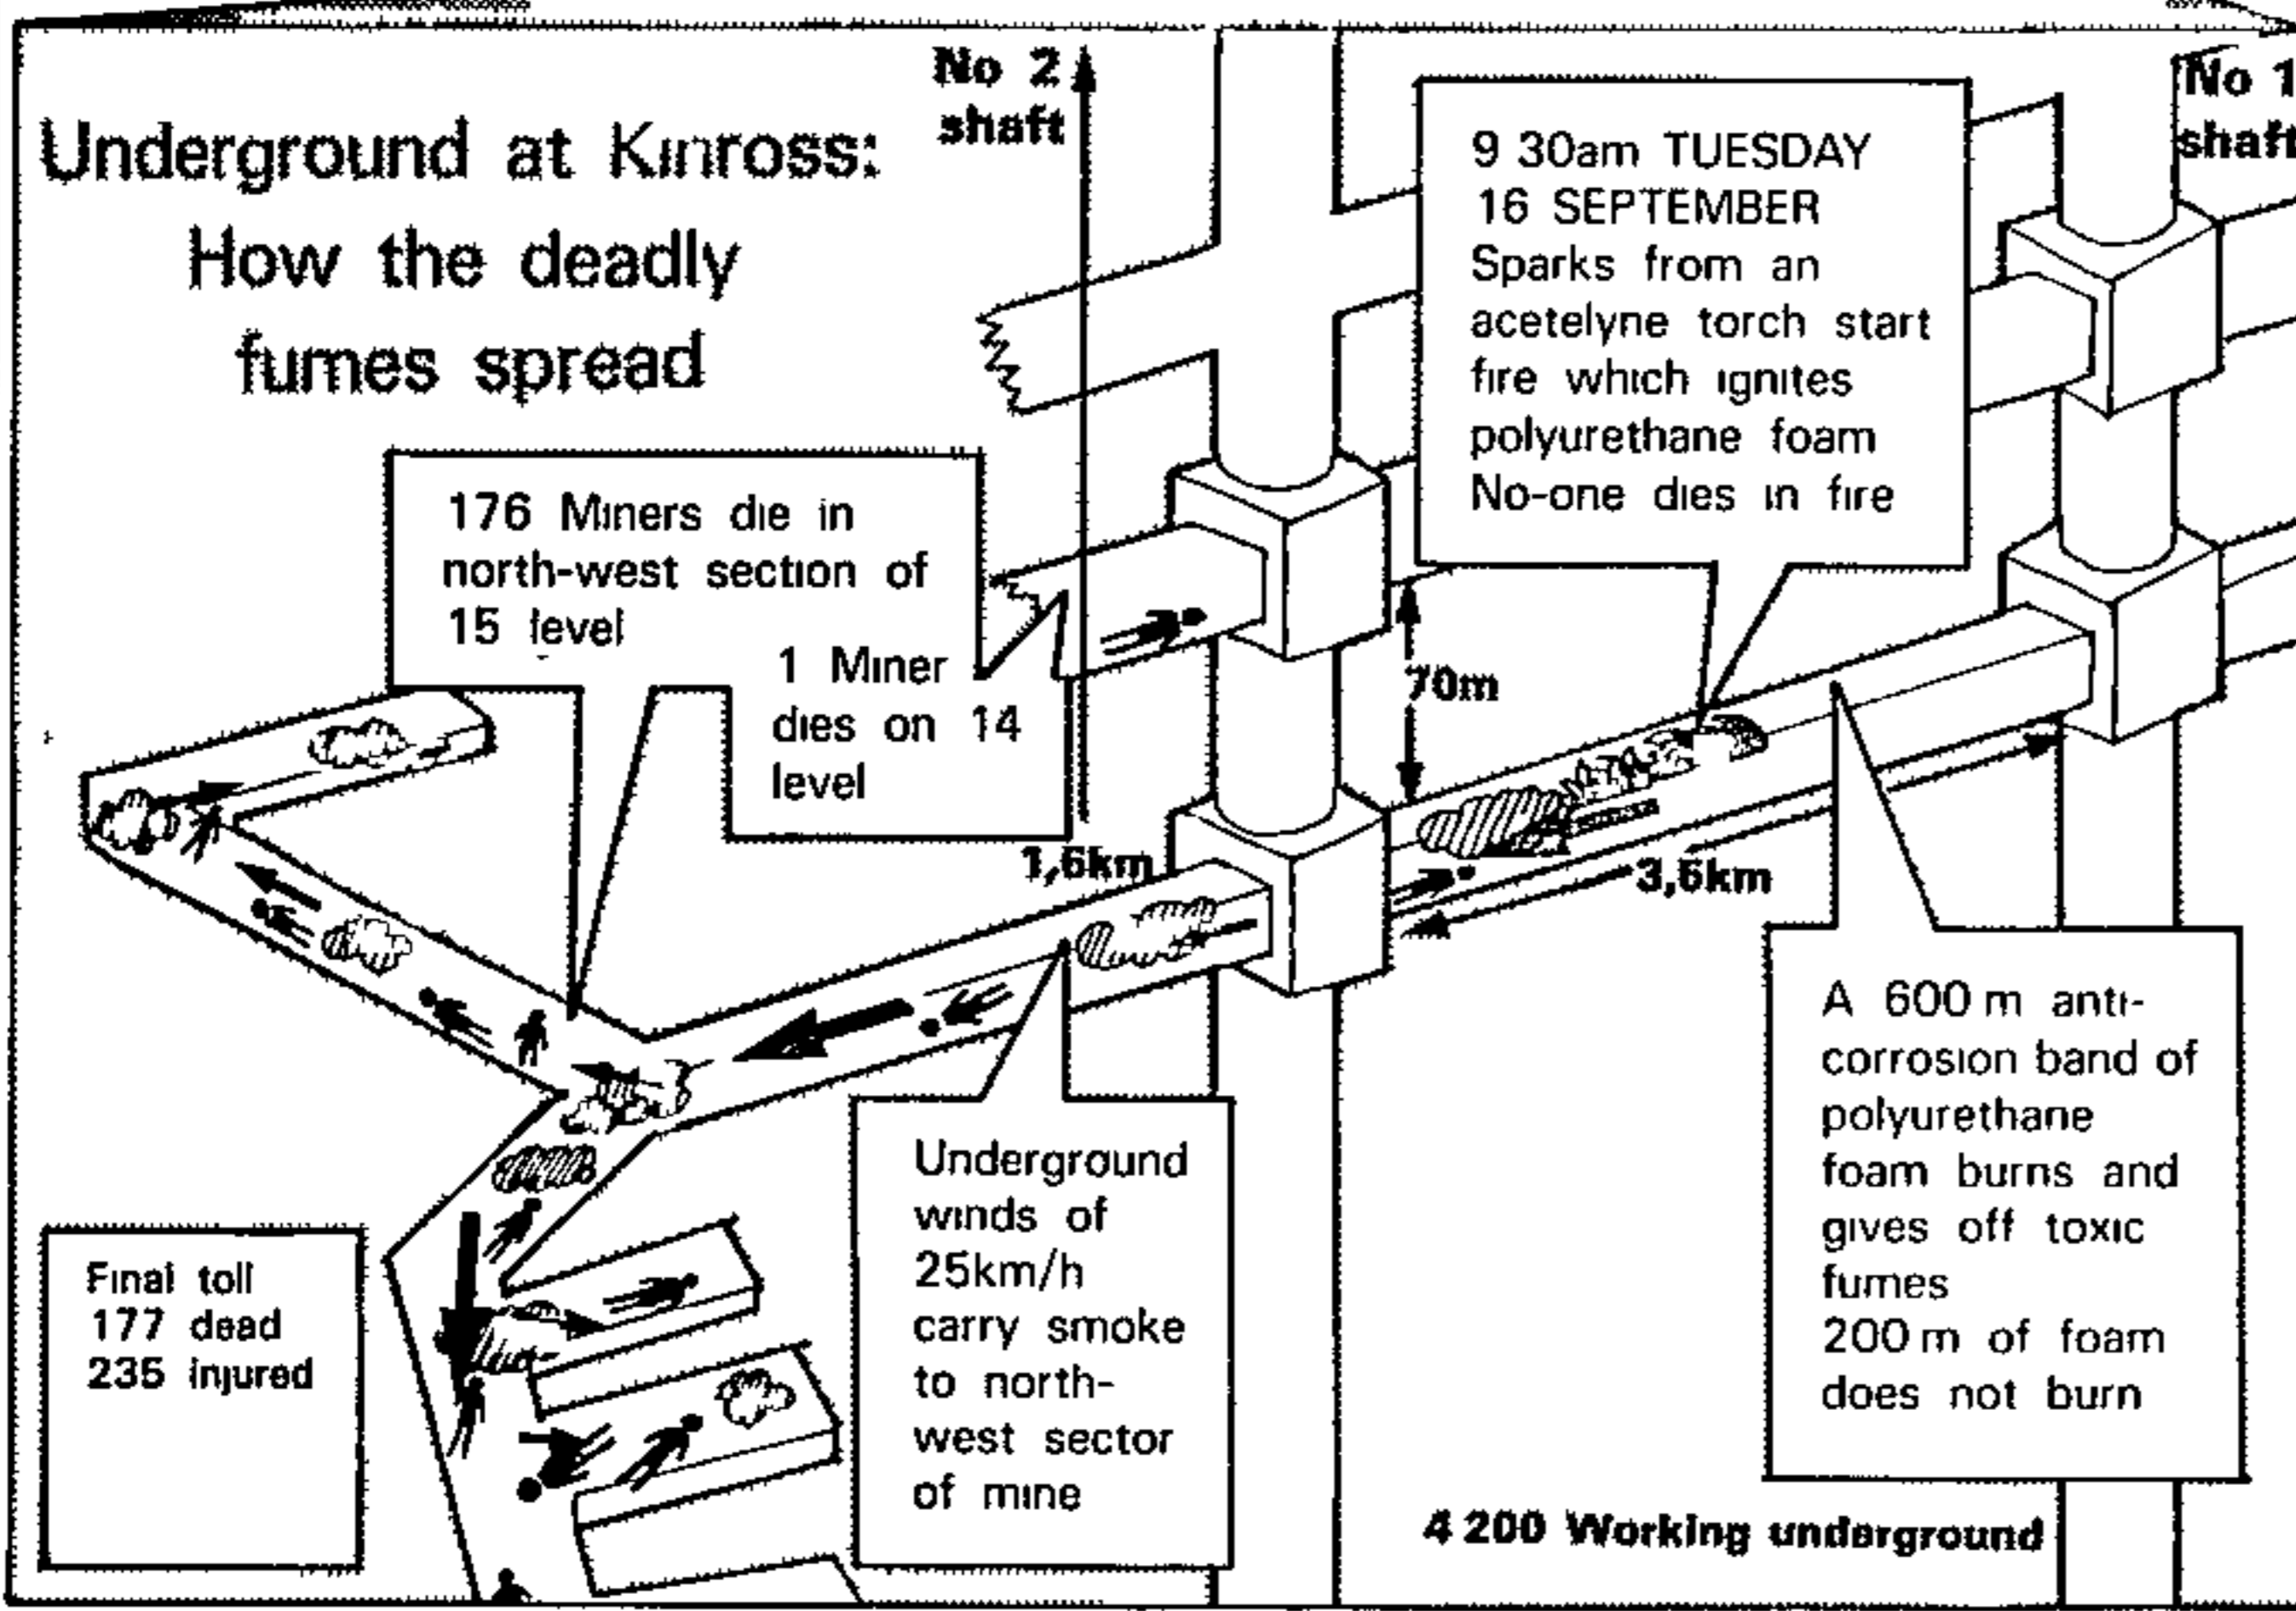 Underground at Kinross:
How the deadly
fumes spread
No 2
shaft
No 1
shaft
9 30am TUESDAY
16 SEPTEMBER
Sparks from an
acetelyne torch start
fire which ignites
polyurethane foam
No-one dies in fire
176 Miners die in
north-west section of
15 level
1 Miner
dies on 14
level
70m
1,6km
3,6km
A 600 m anti-
corrosion band of
polyurethane
foam burns and
gives off toxic
fumes
200 m of foam
does not burn
Underground
winds of
25km/h
carry smoke
to north-
west sector
of mine
Final toll
177 dead
235 injured
4 200 Working underground